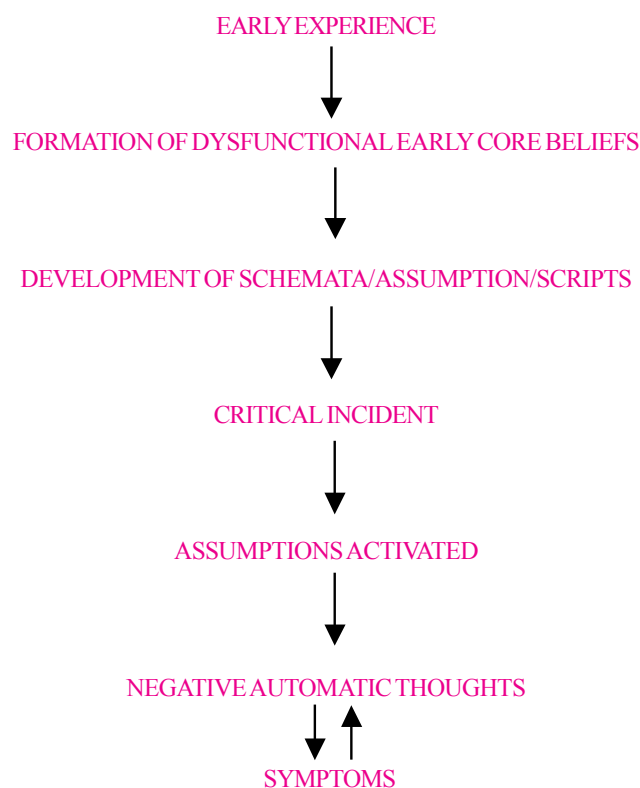 EARLY EXPERIENCE
FORMATION OF DYSFUNCTIONAL EARLY CORE BELIEFS
DEVELOPMENT OF SCHEMATA/ASSUMPTION/SCRIPTS
CRITICAL INCIDENT
ASSUMPTIONS ACTIVATED
NEGATIVE AUTOMATIC THOUGHTS
SYMPTOMS